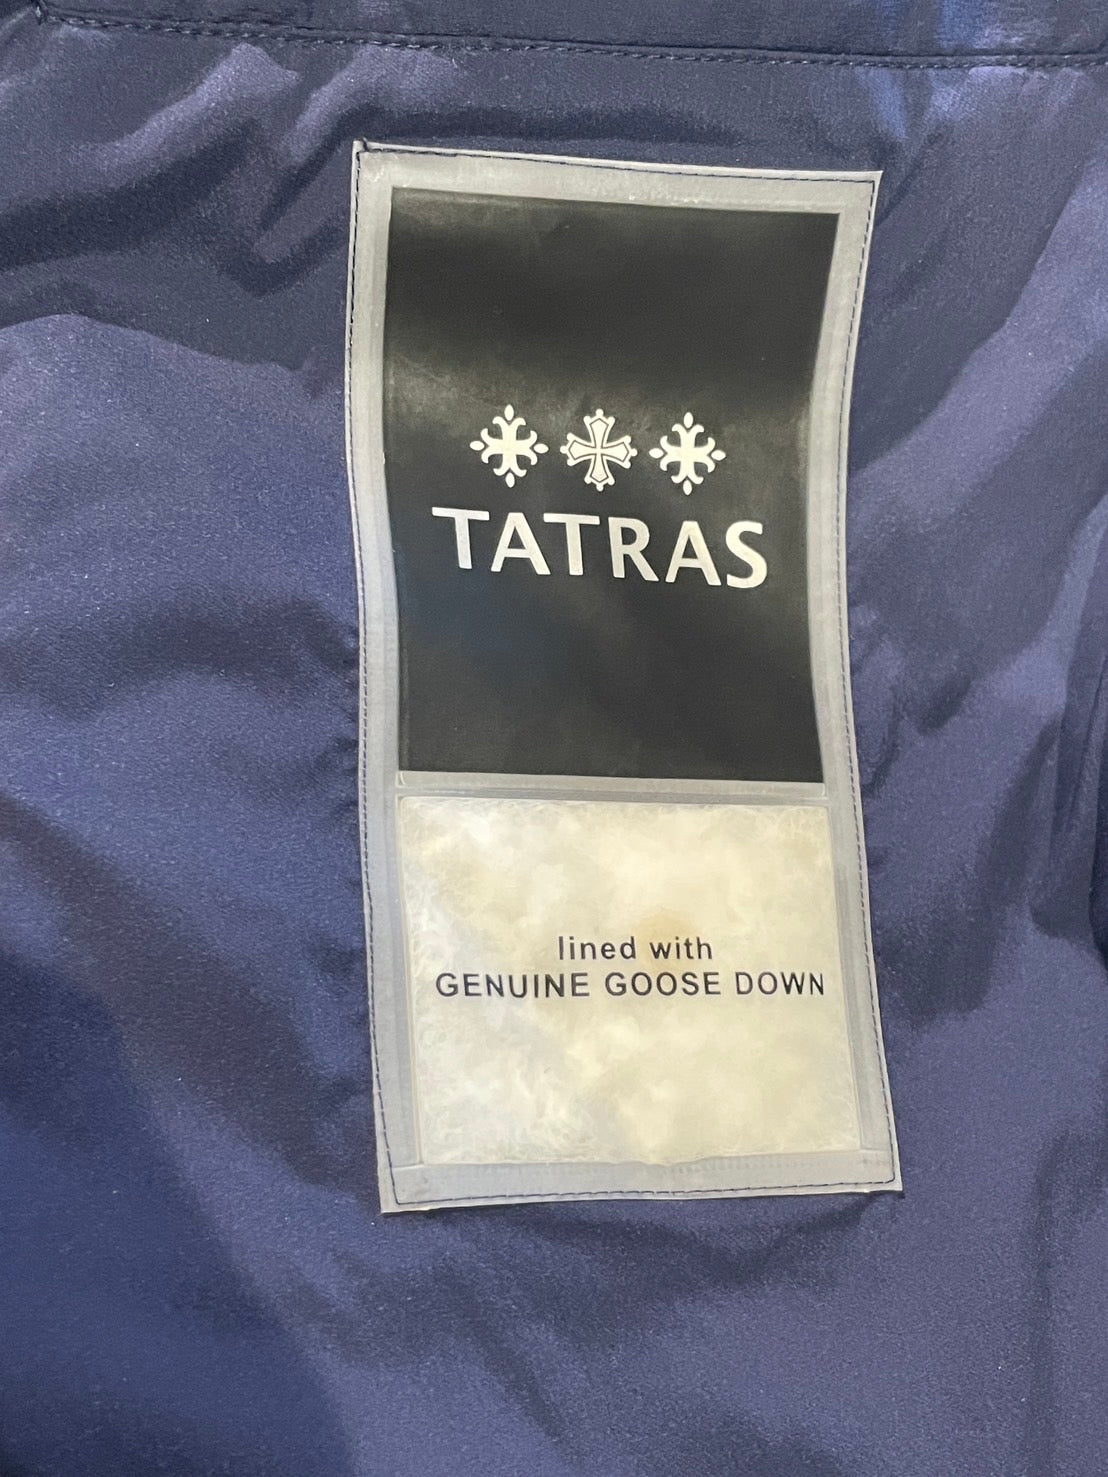 TATRAS
lined with
GENUINE GOOSE DOWN